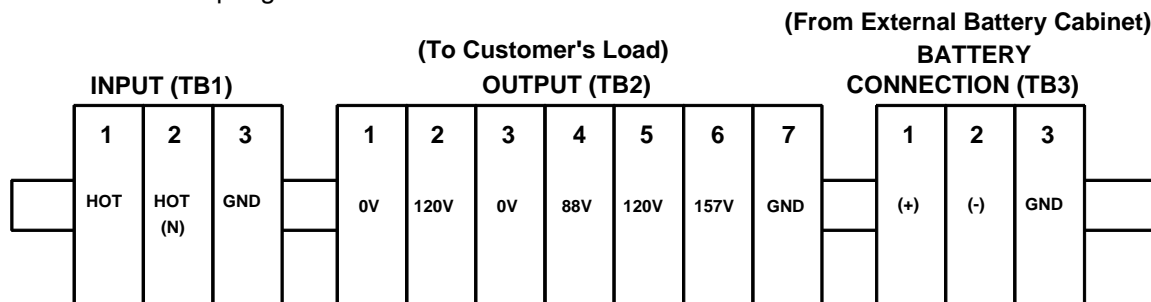 (From External Battery Cabinet)
(To Customer's Load)
BATTERY
INPUT (TB1)
OUTPUT (TB2)
CONNECTION (TB3)
1 2 3
1 2 3 4 5 6 7
1 2 3
HOT HOT (N) GND
0V 120V 0V 88V 120V 157V GND
(+) (-) GND